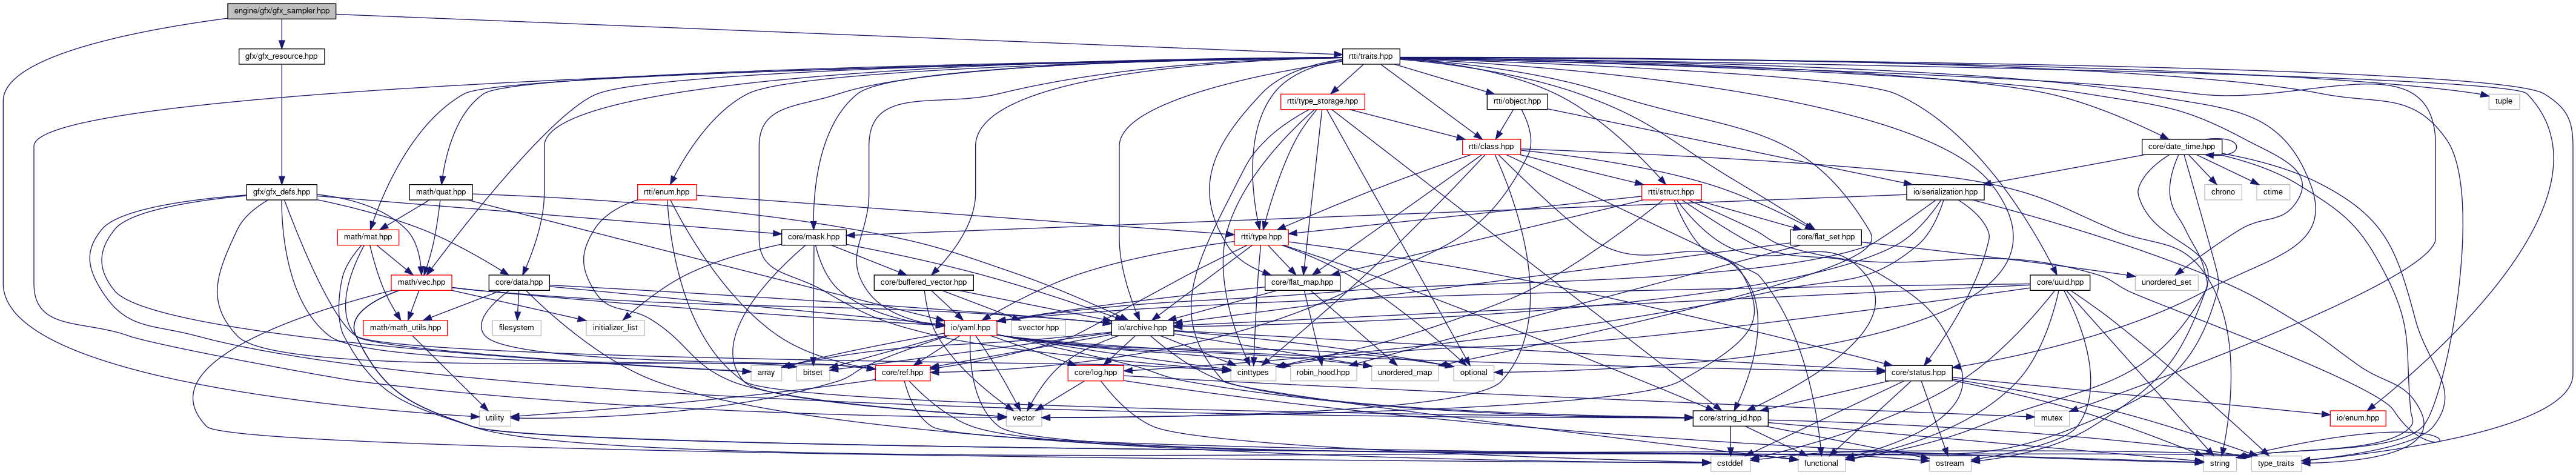 engine/gfx/gfx_sampler.hpp
gfx/gfx_resource.hpp
rtti/traits.hpp
rtti/type_storage.hpp
rtti/object.hpp
tuple
rtti/class.hpp
core/date_time.hpp
gfx/gfx_defs.hpp
math/quat.hpp
rtti/enum.hpp
rtti/struct.hpp
io/serialization.hpp
chrono
ctime
math/mat.hpp
core/mask.hpp
rtti/type.hpp
core/flat_set.hpp
math/vec.hpp
core/data.hpp
core/buffered_vector.hpp
core/flat_map.hpp
core/uuid.hpp
unordered_set
math/math_utils.hpp
filesystem
initializer_list
io/yaml.hpp
svector.hpp
io/archive.hpp
array
bitset
core/ref.hpp
core/log.hpp
cinttypes
robin_hood.hpp
unordered_map
optional
core/status.hpp
utility
vector
core/string_id.hpp
mutex
io/enum.hpp
cstddef
functional
ostream
string
type_traits